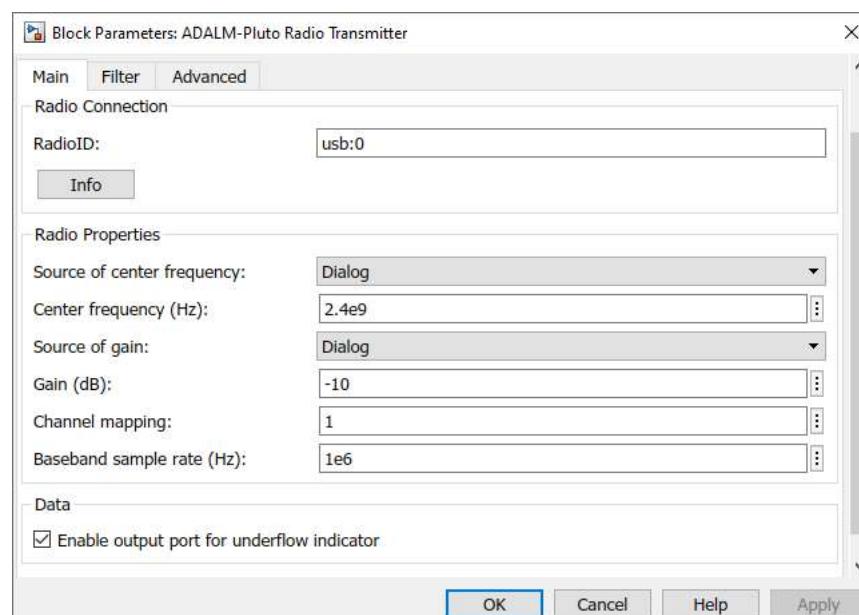 Block Parameters: ADALM-Pluto Radio Transmitter
Main Filter Advanced
Radio Connection
RadioID: usb:0
Info
Radio Properties
Source of center frequency: Dialog
Center frequency (Hz): 2.4e9
Source of gain: Dialog
Gain (dB): -10
Channel mapping: 1
Baseband sample rate (Hz): 1e6
Data
Enable output port for underflow indicator
OK Cancel Help Apply